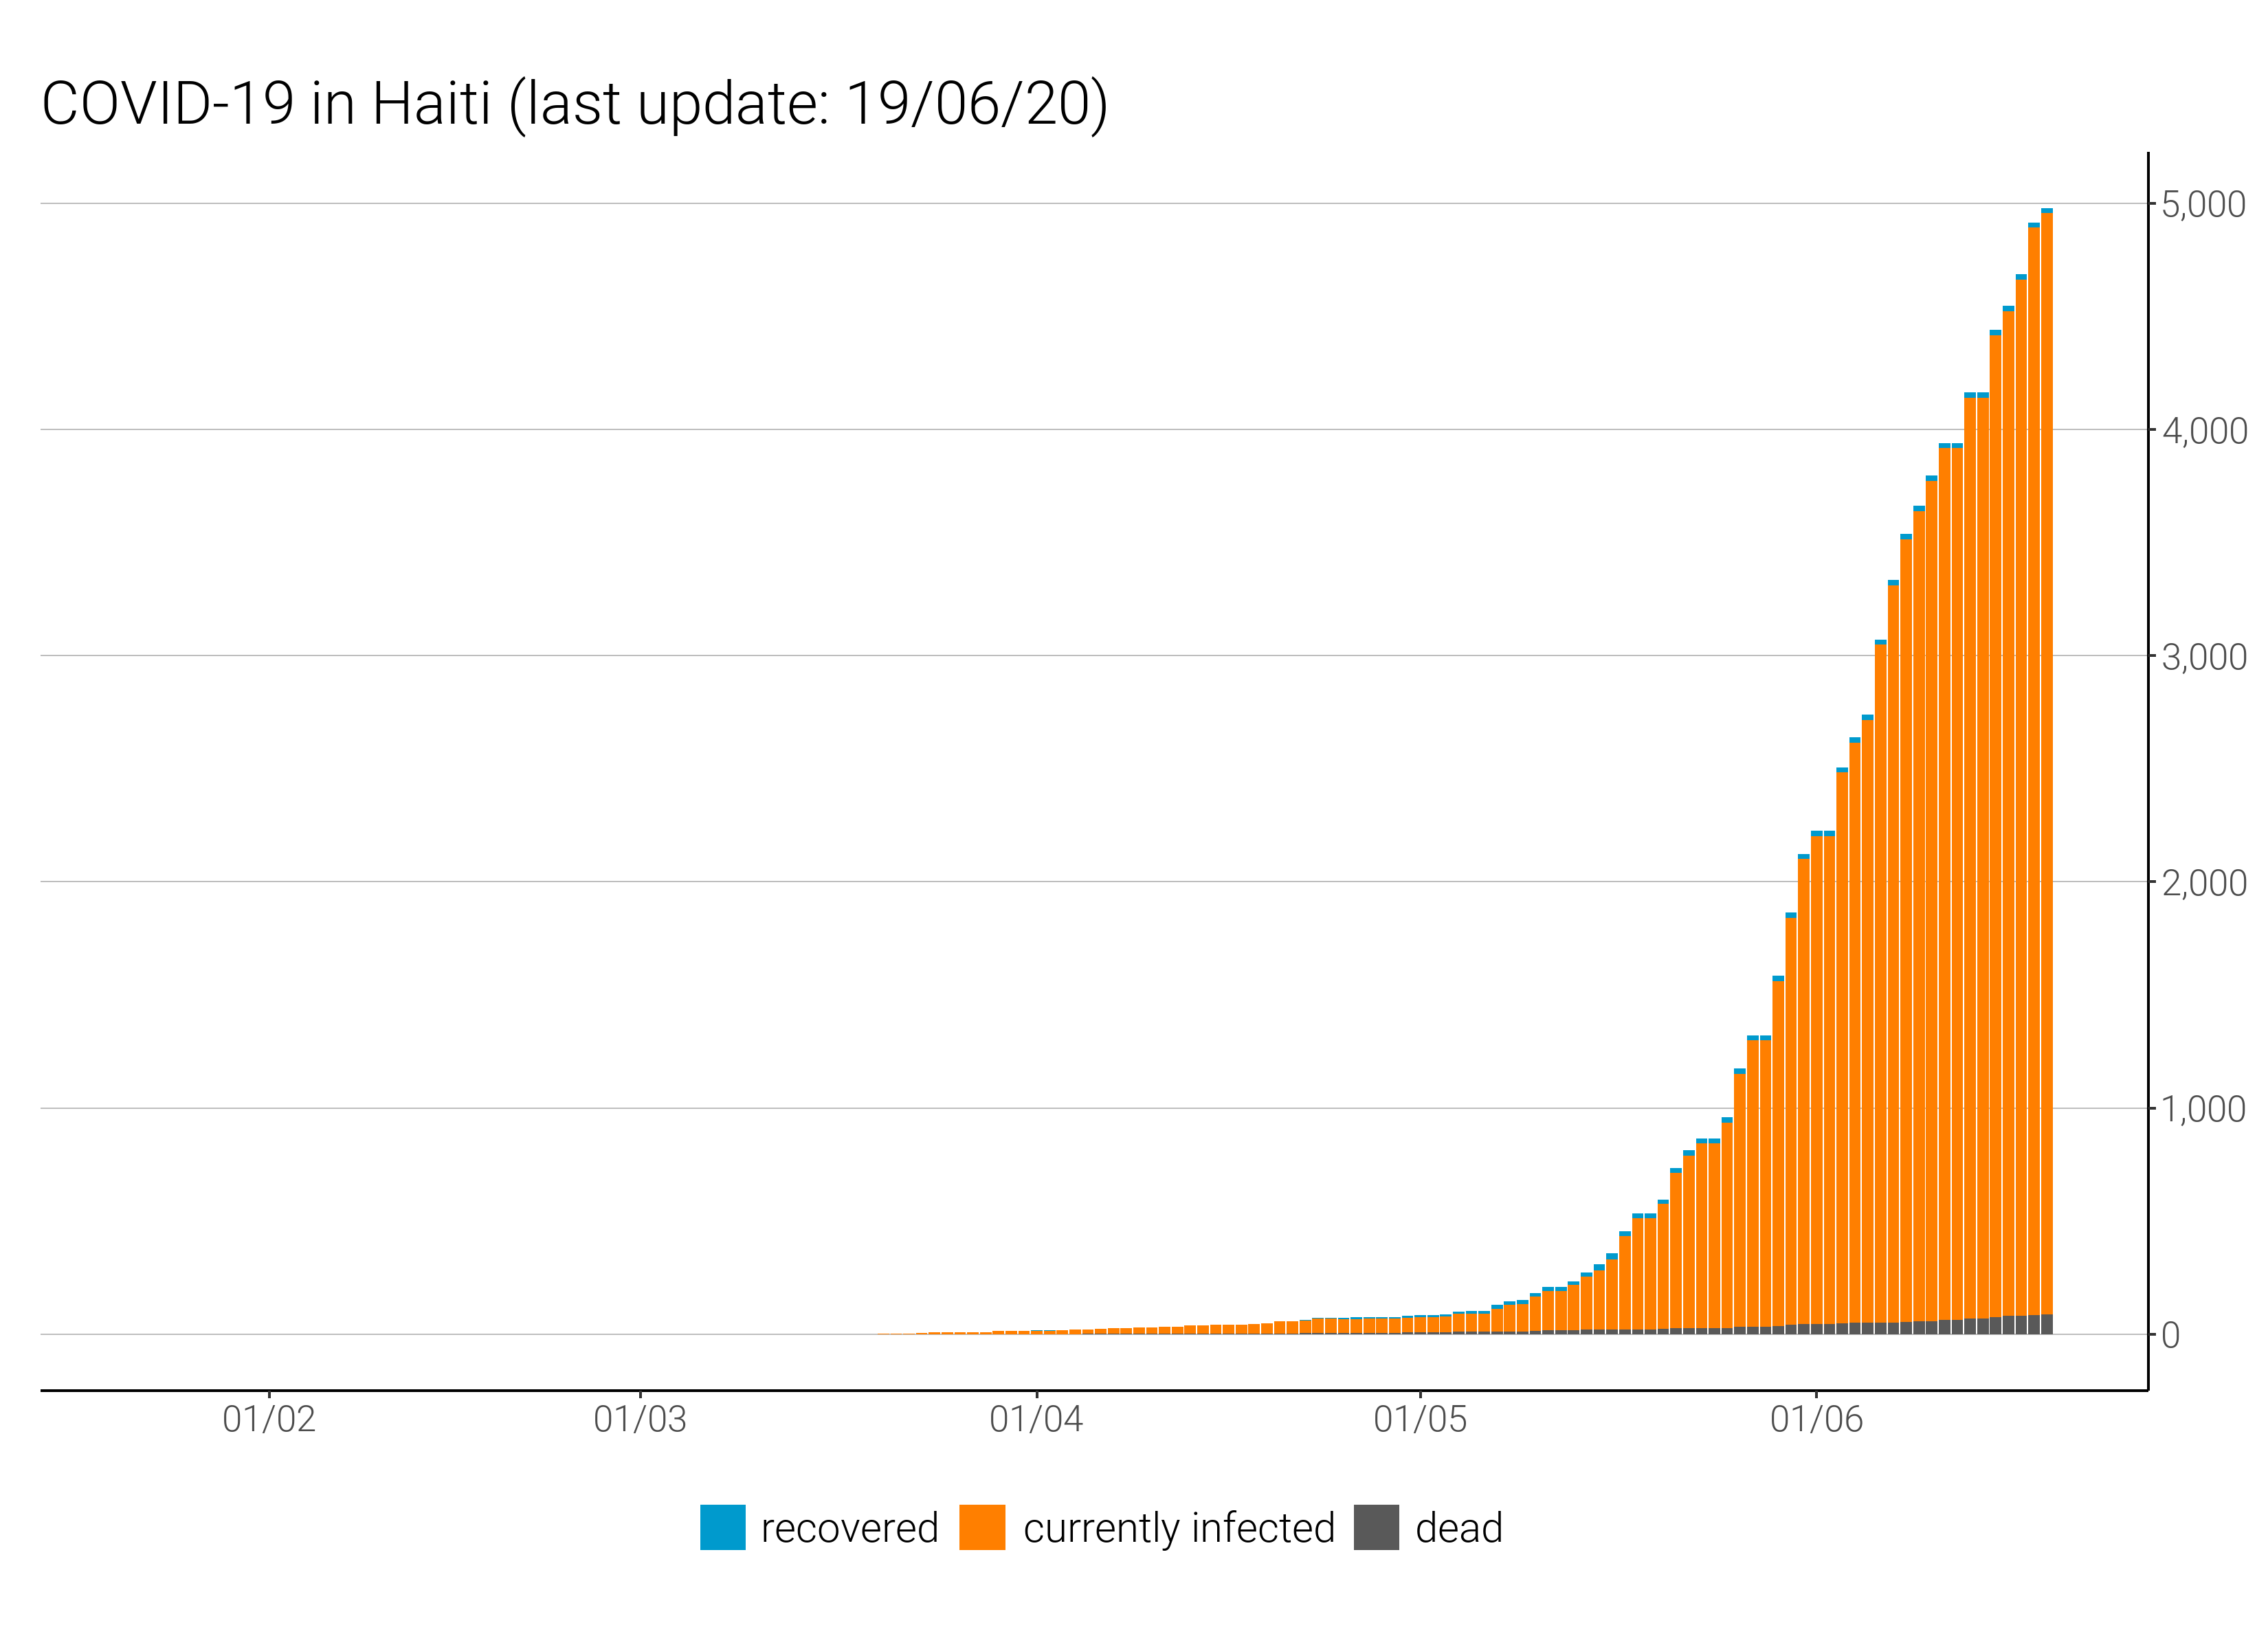 COVID-19 in Haiti (last update: 19/06/20)
5,000
4,000
3,000
2,000
1,000
0
01/02 01/03 01/04 01/05 01/06
recovered currently infected dead